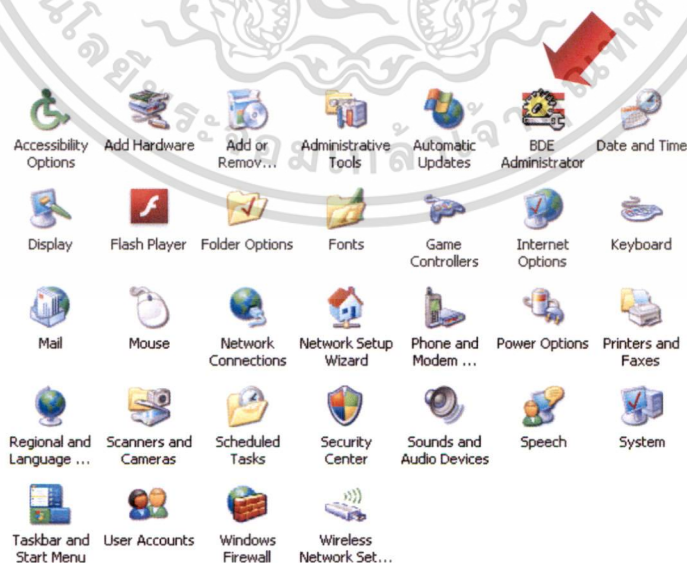 Accessibility Options
Add Hardware
Add or Remov...
Administrative Tools
Automatic Updates
BDE Administrator
Date and Time
Display
Flash Player
Folder Options
Fonts
Game Controllers
Internet Options
Keyboard
Mail
Mouse
Network Connections
Network Setup Wizard
Phone and Modem ...
Power Options
Printers and Faxes
Regional and Language ...
Scanners and Cameras
Scheduled Tasks
Security Center
Sounds and Audio Devices
Speech
System
Taskbar and Start Menu
User Accounts
Windows Firewall
Wireless Network Set...